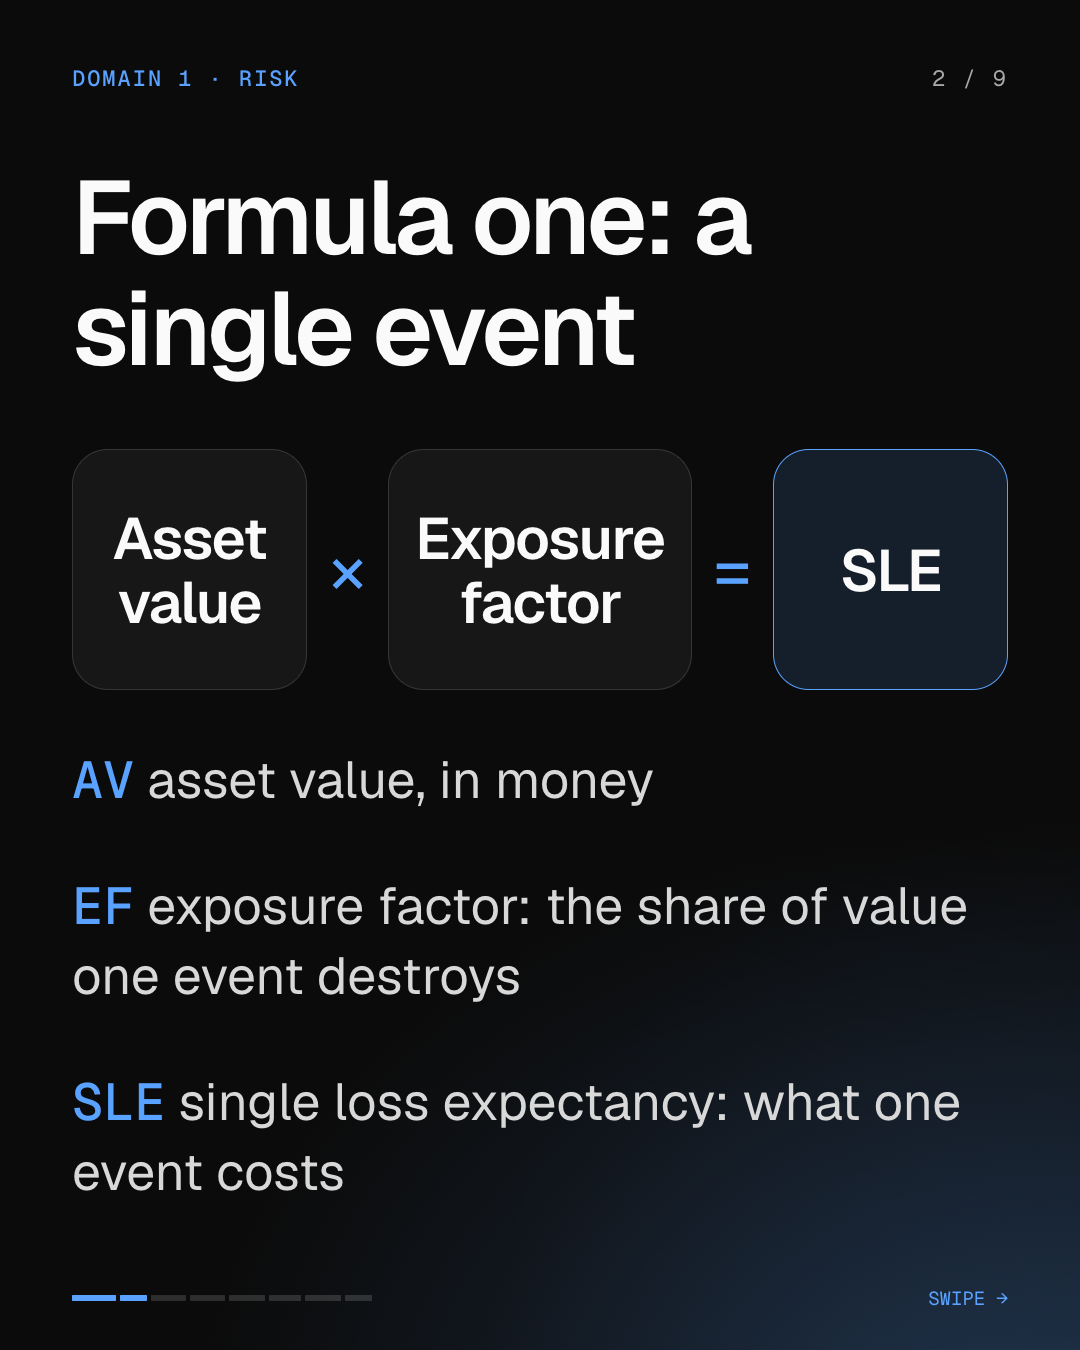 DOMAIN 1 · RISK
2 / 9
Formula one: a
single event
Asset
value
×
Exposure
factor
=
SLE
AV asset value, in money
EF exposure factor: the share of value
one event destroys
SLE single loss expectancy: what one
event costs
SWIPE →